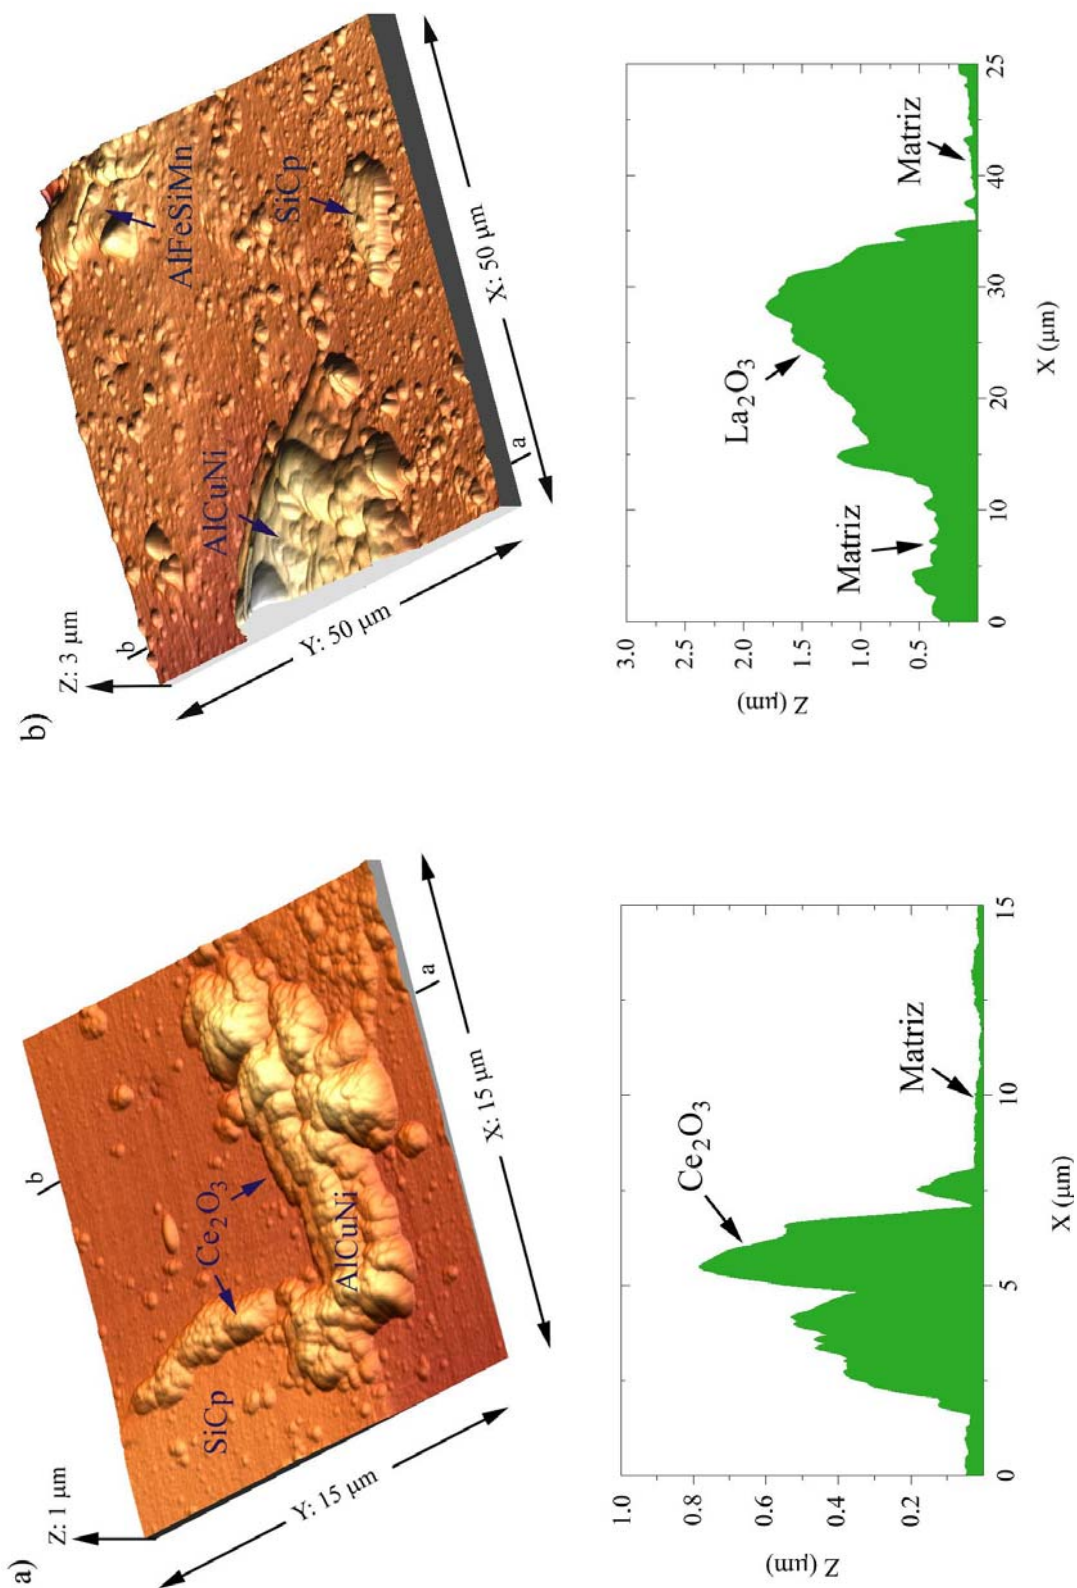 a)
Z: 1 µm
Y: 15 µm
X: 15 µm
a
b
SiCp
Ce₂O₃
AlCuNi
Z (µm)
1.0
0.8
0.6
0.4
0.2
0
5
10
15
X (µm)
Ce₂O₃
Matriz
b)
Z: 3 µm
Y: 50 µm
X: 50 µm
a
b
AlCuNi
AlFeSiMn
SiCp
Z (µm)
3.0
2.5
2.0
1.5
1.0
0.5
0
10
20
30
40
25
X (µm)
Matriz
La₂O₃
Matriz